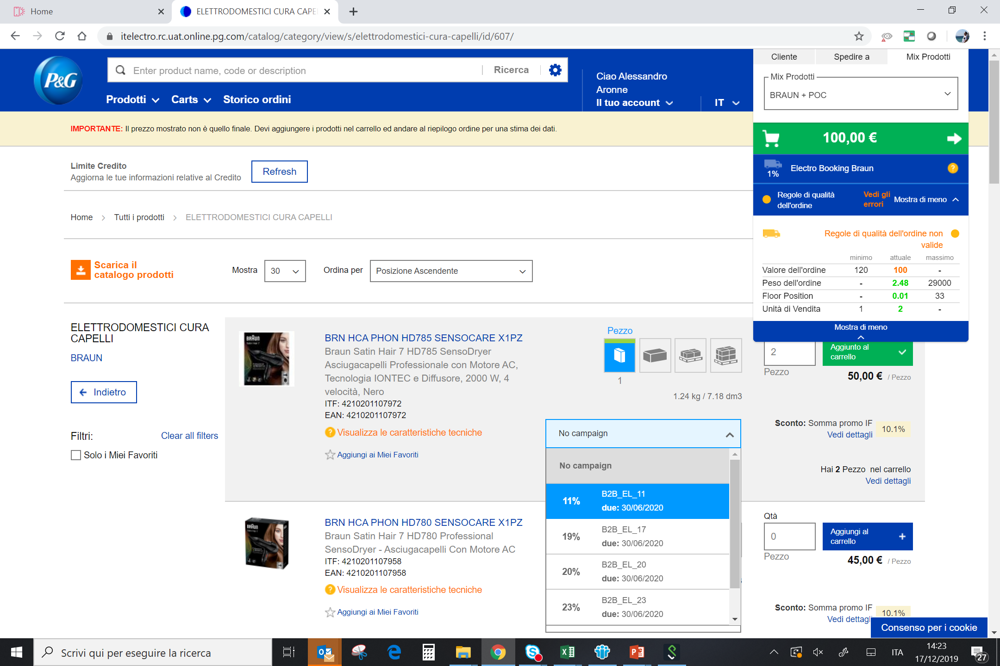 Home
ELETTRODOMESTICI CURA CAPE
itelectro.rc.uat.online.pg.com/catalog/category/view/s/elettrodomestici-cura-capelli/id/607/
P&G
Enter product name, code or description
Ricerca
Prodotti
Carts
Storico ordini
Ciao Alessandro
Aronne
Il tuo account
IT
Cliente
Spedire a
Mix Prodotti
Mix Prodotti
BRAUN + POC
IMPORTANTE: Il prezzo mostrato non è quello finale. Devi aggiungere i prodotti nel carrello ed andare al riepilogo ordine per una stima dei dati.
100,00 €
1%
Electro Booking Braun
?
Regole di qualità
dell'ordine
Vedi gli
errori
Mostra di meno
Regole di qualità dell'ordine non
valide
minimo attuale massimo
Valore dell'ordine 120 100 -
Peso dell'ordine - 2.48 29000
Floor Position - 0.01 33
Unità di Vendita 1 2 -
Mostra di meno
Limite Credito
Aggiorna le tue informazioni relative al Credito
Refresh
Home
Tutti i prodotti
ELETTRODOMESTICI CURA CAPELLI
Scarica il
catalogo prodotti
Mostra
30
Ordina per
Posizione Ascendente
ELETTRODOMESTICI CURA
CAPELLI
BRAUN
Indietro
Filtri:
Clear all filters
Solo i Miei Favoriti
BRAUN
BRN HCA PHON HD785 SENSOCARE X1PZ
Braun Satin Hair 7 HD785 SensoDryer
Asciugacapelli Professionale con Motore AC,
Tecnologia IONTEC e Diffusore, 2000 W, 4
velocità, Nero
ITF: 4210201107972
EAN: 4210201107972
? Visualizza le caratteristiche tecniche
Aggiungi ai Miei Favoriti
Pezzo
1
1.24 kg / 7.18 dm3
2
Pezzo
Aggiunto al
carrello
50,00 € / Pezzo
Sconto: Somma promo IF
Vedi dettagli
10.1%
Hai 2 Pezzo nel carrello
Vedi dettagli
No campaign
No campaign
11%
B2B_EL_11
due: 30/06/2020
19%
B2B_EL_17
due: 30/06/2020
20%
B2B_EL_20
due: 30/06/2020
23%
B2B_EL_23
due: 30/06/2020
BRAUN
BRN HCA PHON HD780 SENSOCARE X1PZ
Braun Satin Hair 7 HD780 Professional
SensoDryer - Asciugacapelli Con Motore AC
ITF: 4210201107958
EAN: 4210201107958
? Visualizza le caratteristiche tecniche
Aggiungi ai Miei Favoriti
Qtà
0
Pezzo
Aggiungi al
carrello
45,00 € / Pezzo
Sconto: Somma promo IF
Vedi dettagli
10.1%
Consenso per i cookie
Scrivi qui per eseguire la ricerca
ITA
14:23
17/12/2019
27